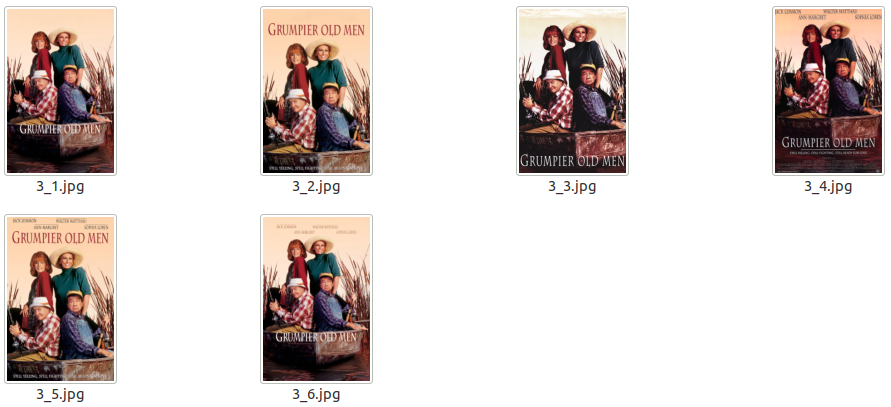 GRUMPIER OLD MEN
3_1.jpg
GRUMPIER OLD MEN
STILL YELLING. STILL FIGHTING. STILL READY FOR LOVE.
3_2.jpg
GRUMPIER OLD MEN
3_3.jpg
JACK LEMMON WALTER MATTHAU
ANN-MARGRET SOPHIA LOREN
GRUMPIER OLD MEN
STILL YELLING. STILL FIGHTING. STILL READY FOR LOVE.
3_4.jpg
JACK LEMMON WALTER MATTHAU
ANN-MARGRET SOPHIA LOREN
GRUMPIER OLD MEN
STILL YELLING. STILL FIGHTING. STILL READY FOR LOVE.
3_5.jpg
JACK LEMMON WALTER MATTHAU
ANN-MARGRET SOPHIA LOREN
GRUMPIER OLD MEN
3_6.jpg